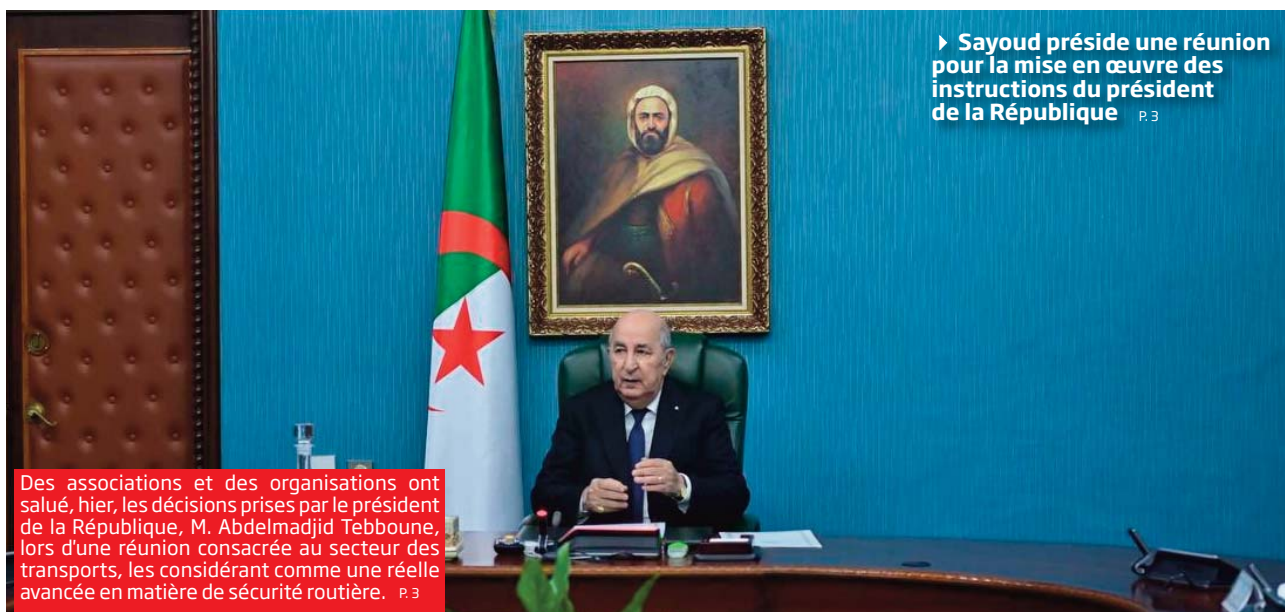 ▸ Sayoud préside une réunion
pour la mise en œuvre des
instructions du président
de la République P. 3
Des associations et des organisations ont
salué, hier, les décisions prises par le président
de la République, M. Abdelmadjid Tebboune,
lors d'une réunion consacrée au secteur des
transports, les considérant comme une réelle
avancée en matière de sécurité routière. P. 3